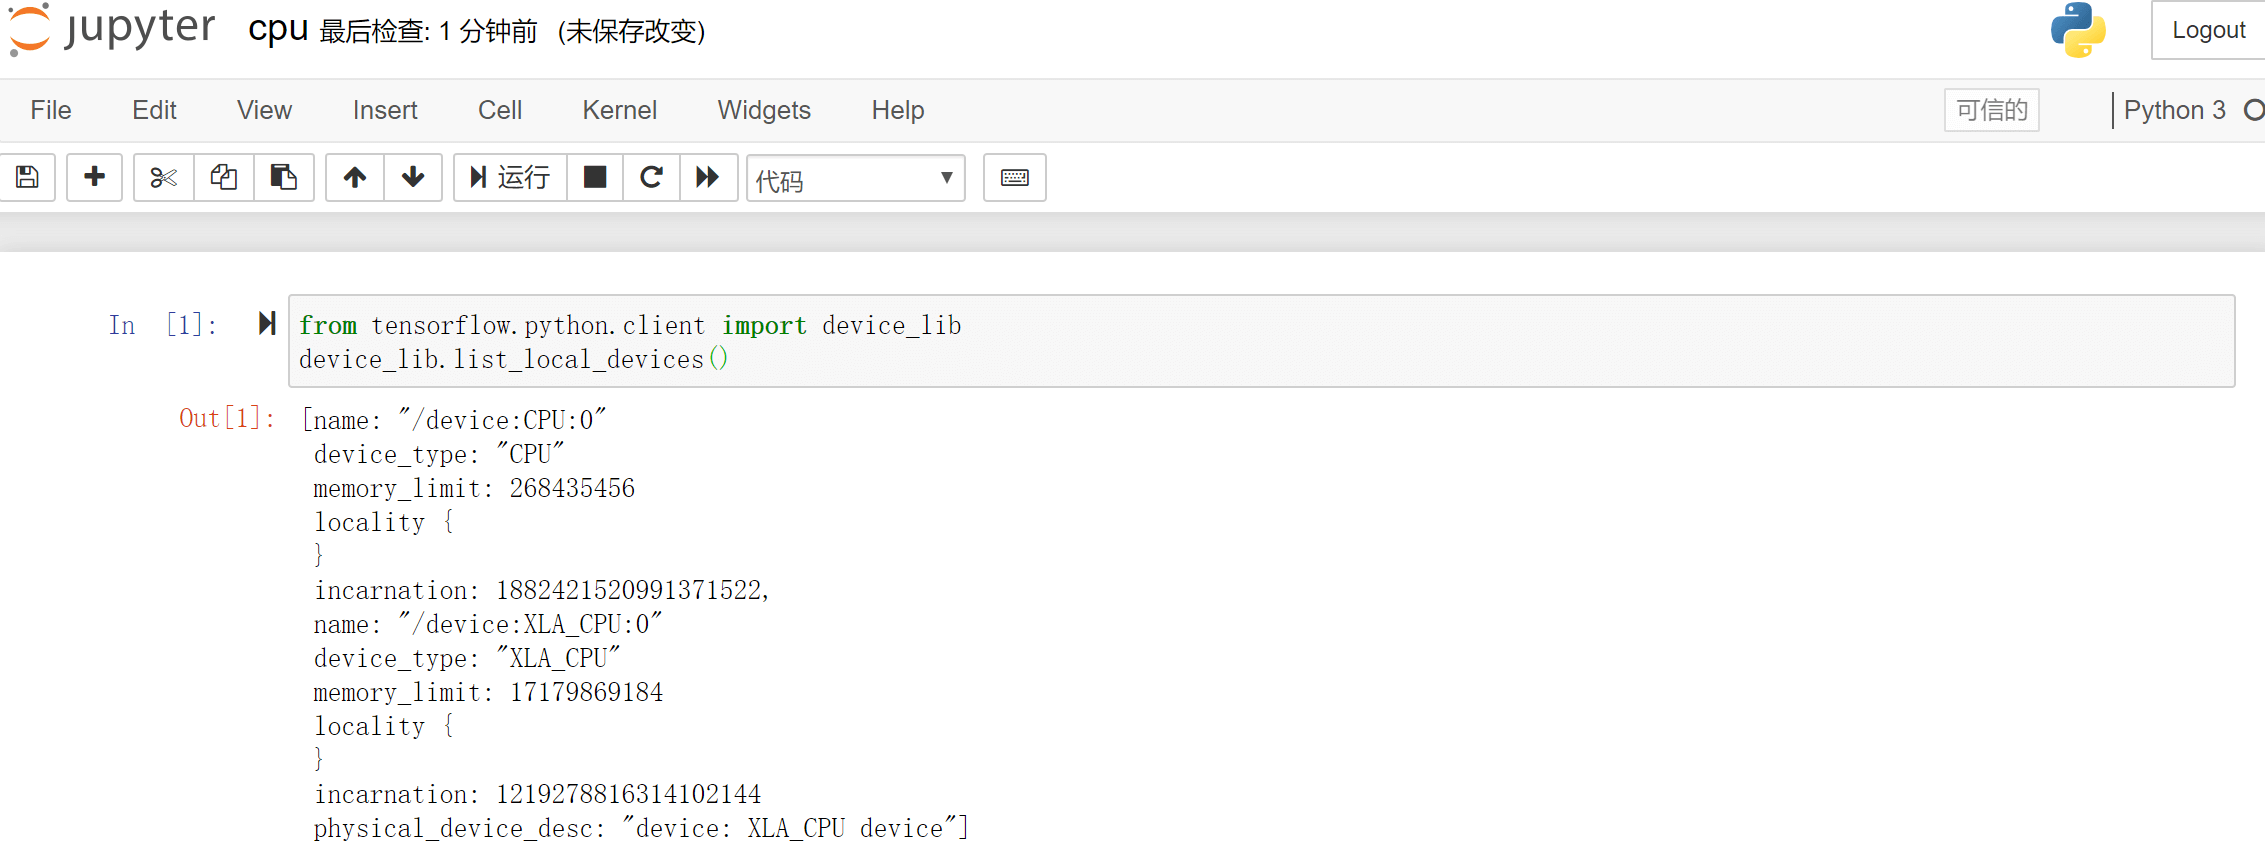 jupyter cpu 最后检查: 1 分钟前 (未保存改变) Logout
File Edit View Insert Cell Kernel Widgets Help 可信的 Python 3
运行 代码
In [1]: from tensorflow.python.client import device_lib
device_lib.list_local_devices()
Out[1]: [name: "/device:CPU:0"
device_type: "CPU"
memory_limit: 268435456
locality {
}
incarnation: 1882421520991371522,
name: "/device:XLA_CPU:0"
device_type: "XLA_CPU"
memory_limit: 17179869184
locality {
}
incarnation: 1219278816314102144
physical_device_desc: "device: XLA_CPU device"]